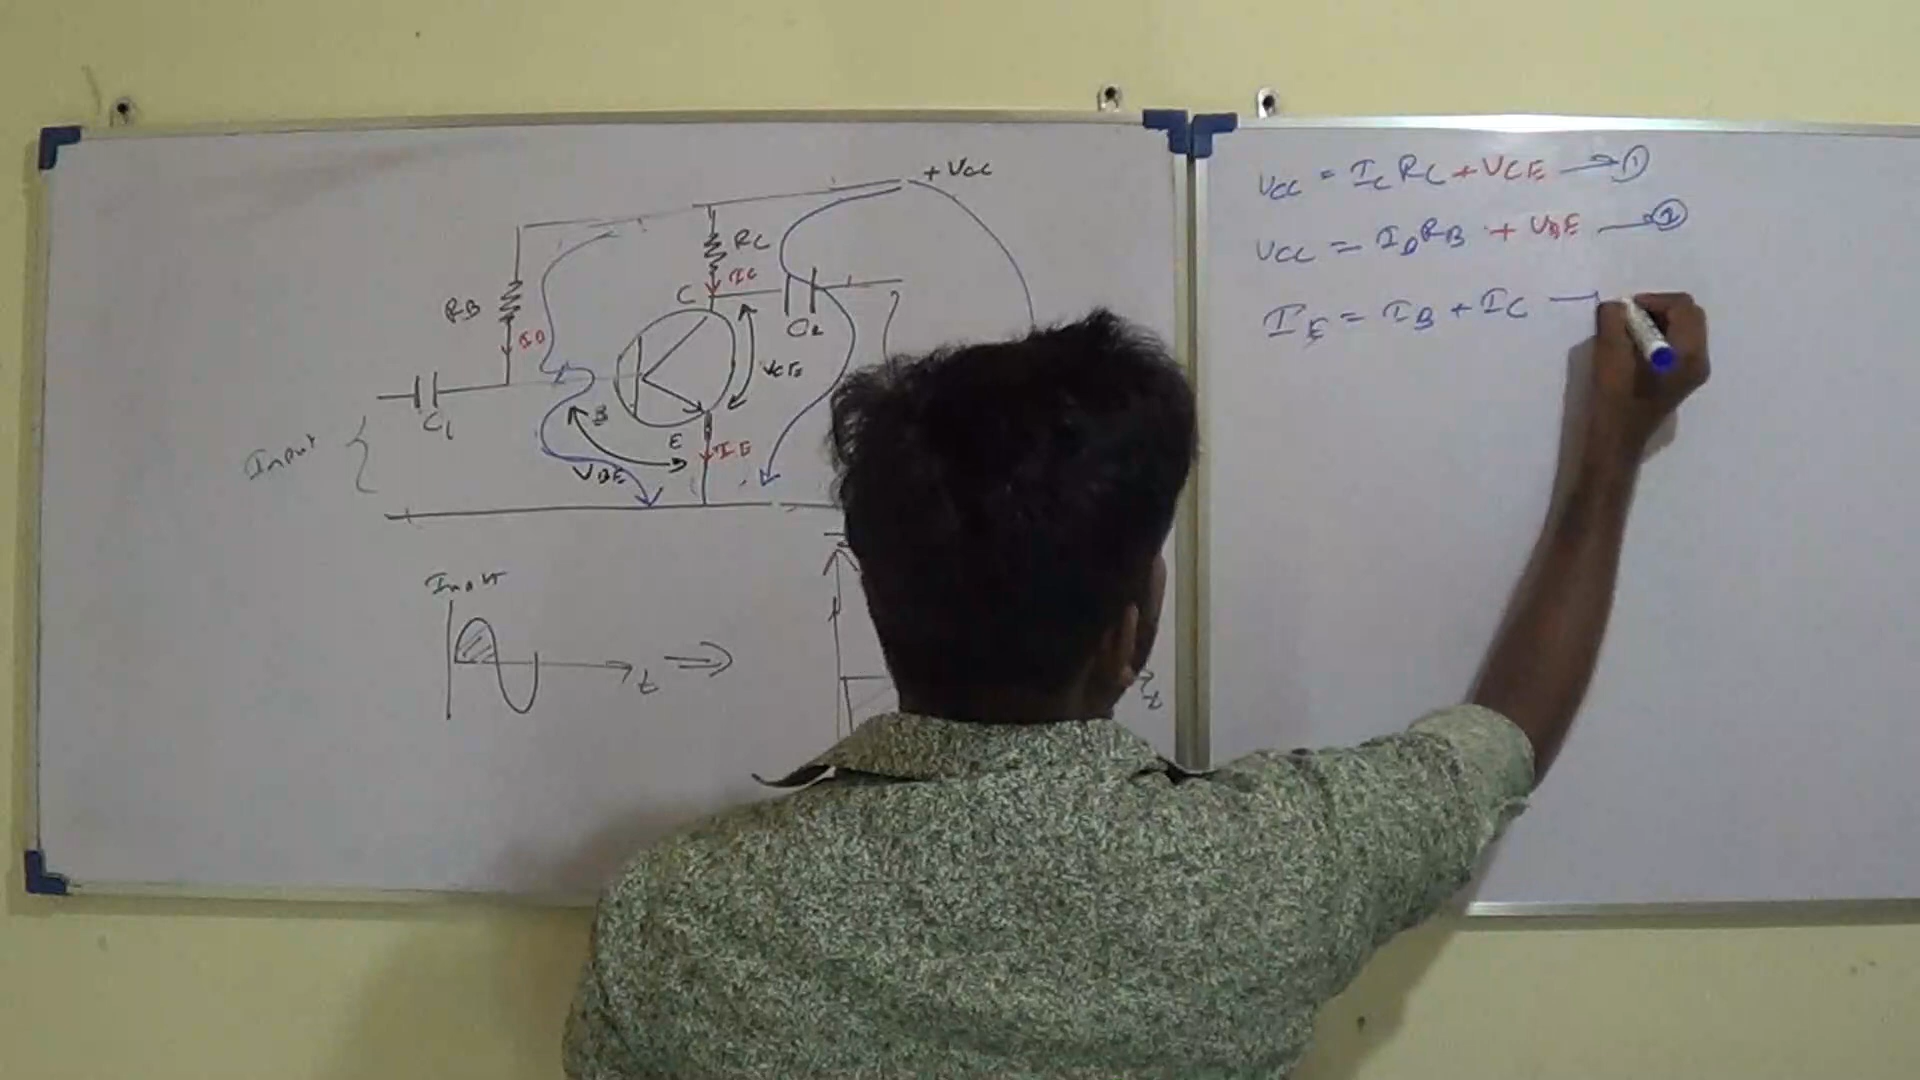 + VCC
RC
IC
RB
IB
C
C2
VCE
C1
B
E
IE
VBE
Input
Input
t
t
VCC = IC RC + VCE → 1
VCC = IB RB + VBE → 2
IE = IB + IC